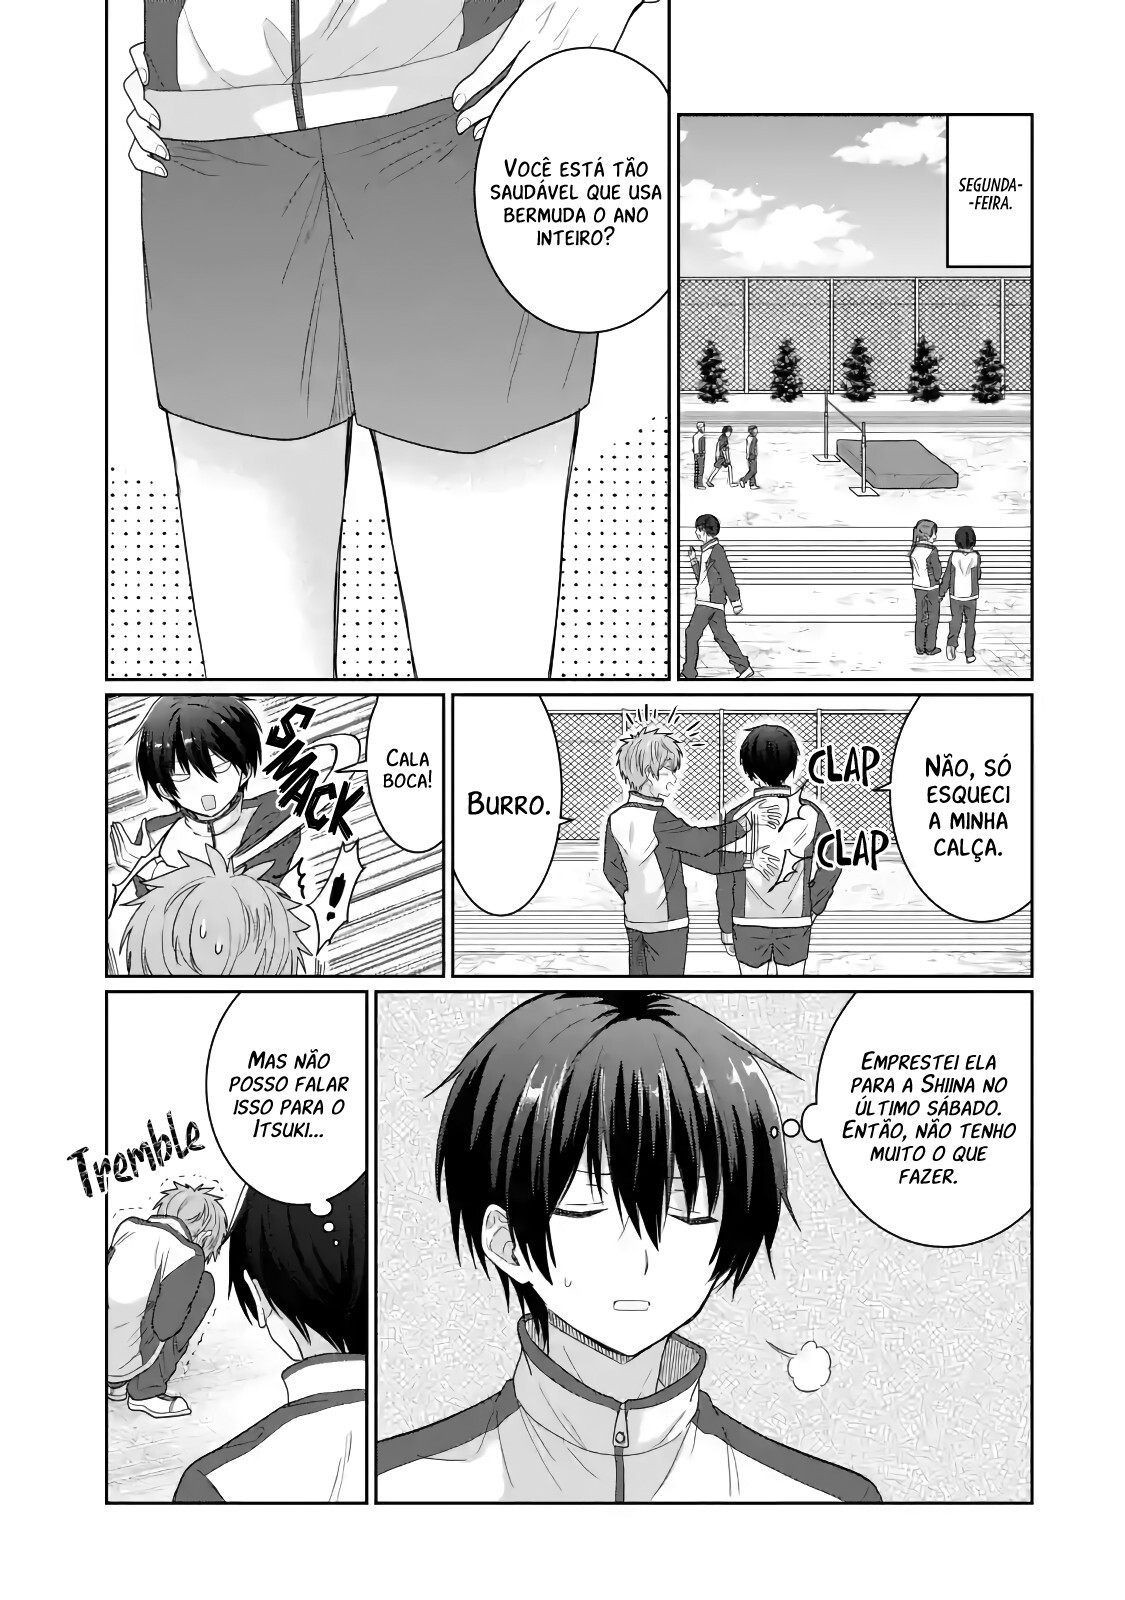 SEGUNDA-
-FEIRA.
VOCÊ ESTÁ TÃO
SAUDÁVEL QUE USA
BERMUDA O ANO
INTEIRO?
NÃO, SÓ
ESQUECI
A MINHA
CALÇA.
CLAP
CLAP
BURRO.
CALA
BOCA!
SMACK
!
EMPRESTEI ELA
PARA A SHIINA NO
ÚLTIMO SÁBADO.
ENTÃO, NÃO TENHO
MUITO O QUE
FAZER.
MAS NÃO
POSSO FALAR
ISSO PARA O
ITSUKI...
Tremble